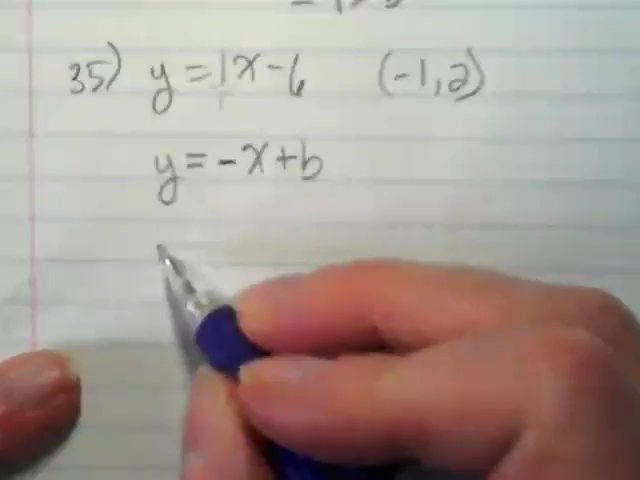 35) y = 1x - 6 (-1, 2)
y = -x + b